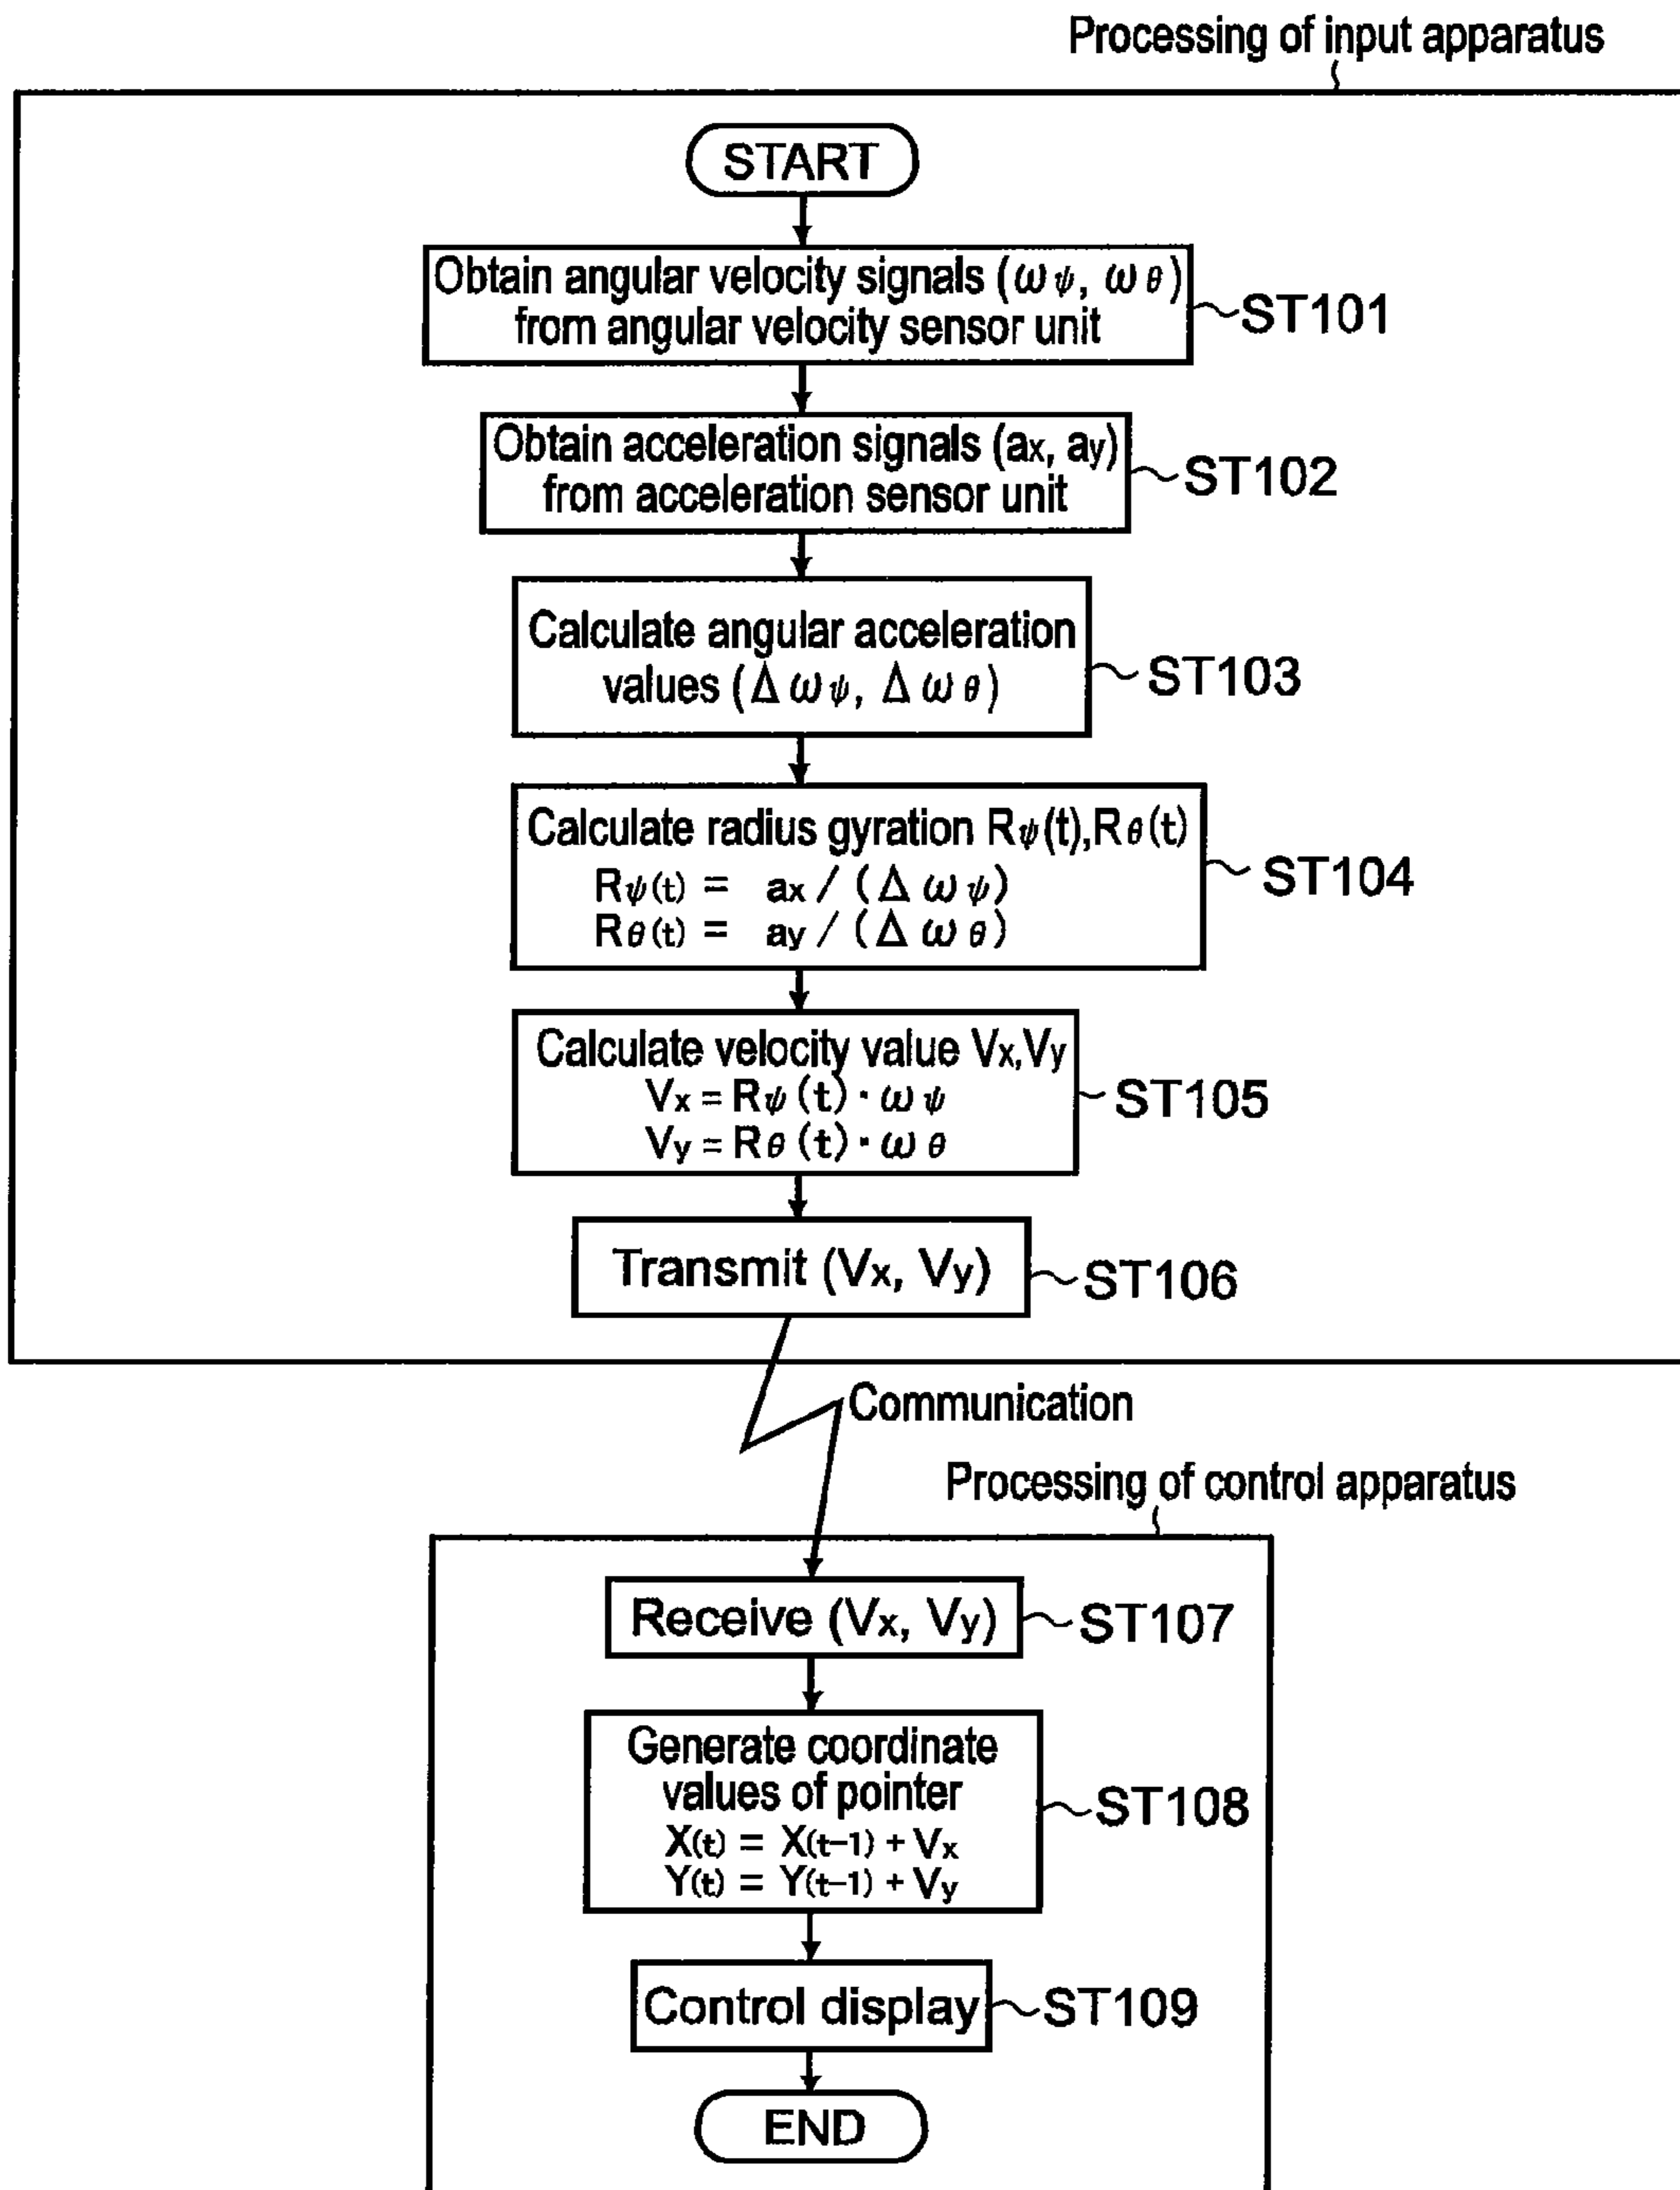 Processing of input apparatus
START
Obtain angular velocity signals (ωψ, ωθ)
from angular velocity sensor unit
ST101
Obtain acceleration signals (ax, ay)
from acceleration sensor unit
ST102
Calculate angular acceleration
values (Δωψ, Δωθ)
ST103
Calculate radius gyration Rψ(t),Rθ(t)
Rψ(t) = ax / (Δωψ)
Rθ(t) = ay / (Δωθ)
ST104
Calculate velocity value Vx,Vy
Vx = Rψ(t)・ωψ
Vy = Rθ(t)・ωθ
ST105
Transmit (Vx, Vy)
ST106
Communication
Processing of control apparatus
Receive (Vx, Vy)
ST107
Generate coordinate
values of pointer
X(t) = X(t-1) + Vx
Y(t) = Y(t-1) + Vy
ST108
Control display
ST109
END